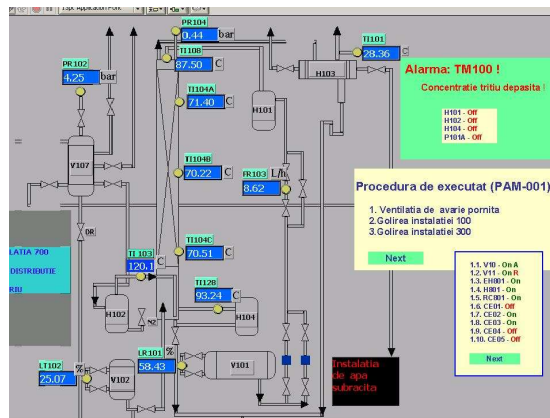 PR104
0.44 bar
TI108
87.50 C
TI101
28.36 C
PR102
4.25 bar
H103
Alarma: TM100 !
Concentratie tritiu depasita !
H101 - Off
H102 - Off
H104 - Off
P101A - Off
TI104A
71.40 C
H101
V107
TI104B
70.22 C
FR103 L/h
8.62
Procedura de executat (PAM-001)
1. Ventilatia de avarie pornita
2.Golirea instalatiei 100
3.Golirea instalatiei 300
Next
DR
TI104C
70.51 C
LATIA 700
DISTRIBUTIE
RIU
TI 103
120.1 C
TI128
93.24 C
H102
N2
H104
1.1. V10 - On A
1.2. V11 - On R
1.3. EH801 - On
1.4. H801 - On
1.5. RC801 - On
1.6. CE01 - Off
1.7. CE02 - On
1.8. CE03 - On
1.9. CE04 - Off
1.10. CE05 - Off
Next
LT102 %
25.07
V102
LR101 %
58.43
V101
Instalatia
de apa
subracita